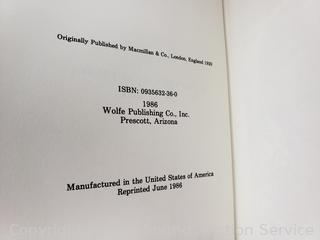 Originally Published by Macmillan & Co., London, England 1920
ISBN: 0935632-36-0
1986
Wolfe Publishing Co., Inc.
Prescott, Arizona
Manufactured in the United States of America
Reprinted June 1986